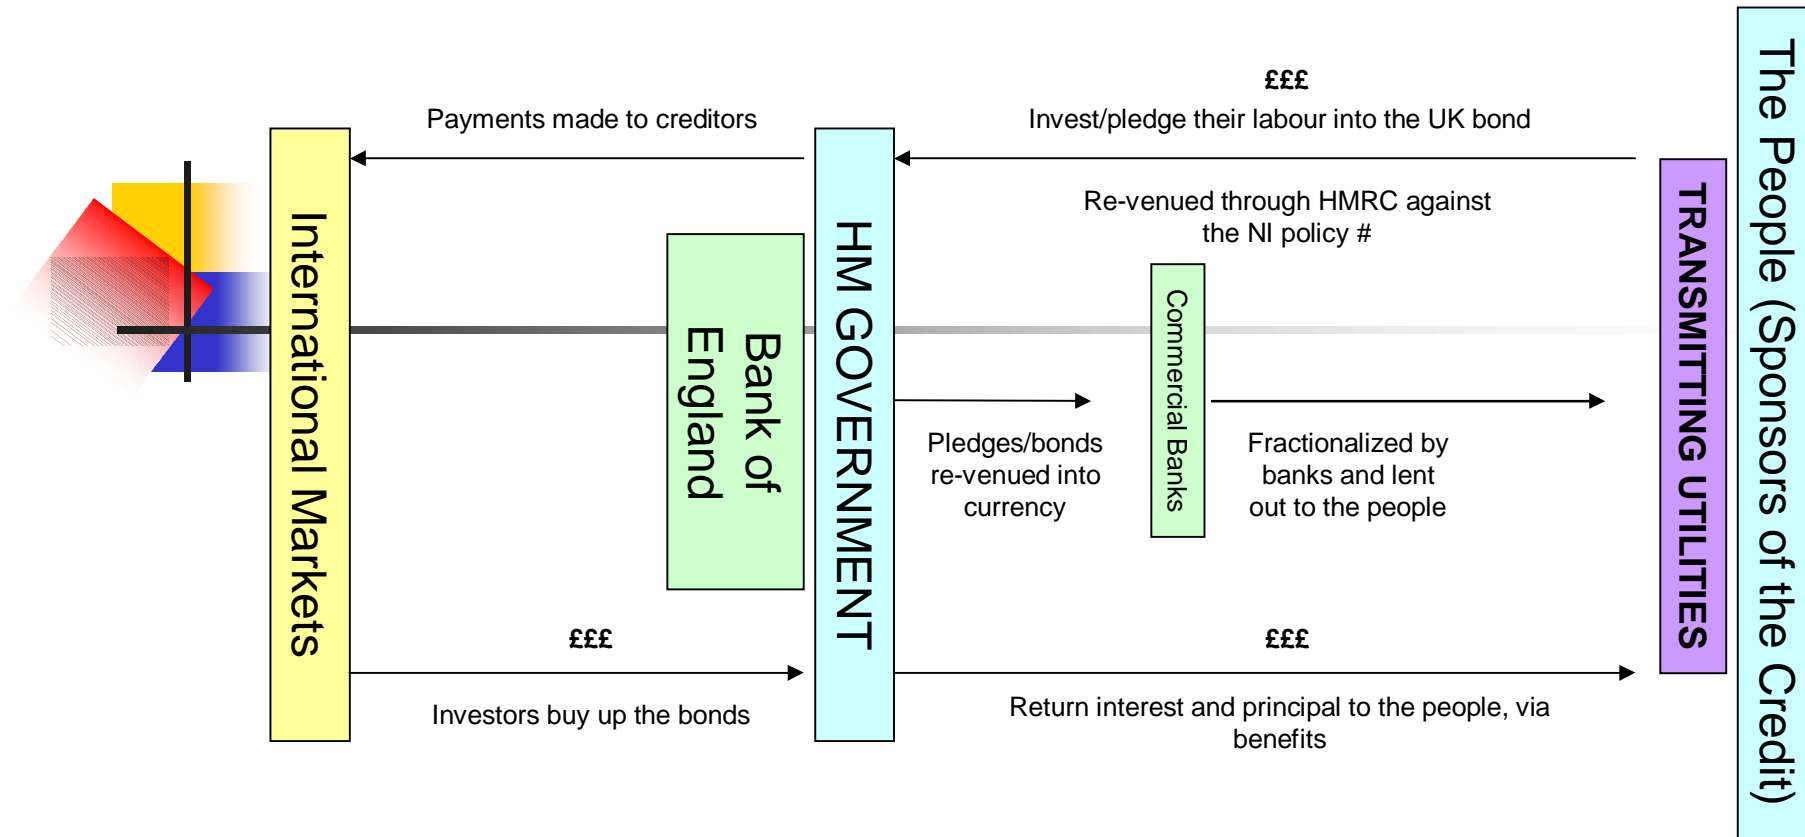 £££
Payments made to creditors
Invest/pledge their labour into the UK bond
Re-venued through HMRC against
the NI policy #
International Markets
Bank of
England
HM GOVERNMENT
Commercial Banks
TRANSMITTING UTILITIES
The People (Sponsors of the Credit)
Pledges/bonds
re-venued into
currency
Fractionalized by
banks and lent
out to the people
£££
Investors buy up the bonds
£££
Return interest and principal to the people, via
benefits